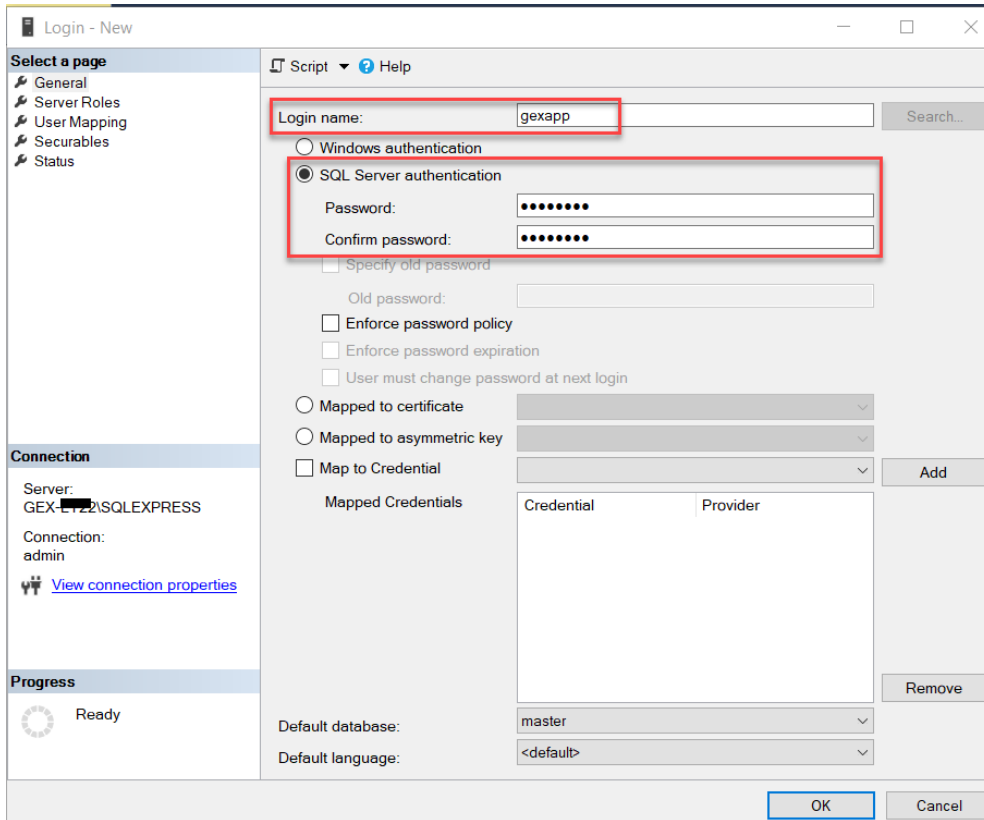 Login - New
Select a page
General
Server Roles
User Mapping
Securables
Status
Script Help
Login name: gexapp Search...
Windows authentication
SQL Server authentication
Password: ●●●●●●●●
Confirm password: ●●●●●●●●
Specify old password
Old password:
Enforce password policy
Enforce password expiration
User must change password at next login
Mapped to certificate
Mapped to asymmetric key
Map to Credential Add
Mapped Credentials Credential Provider
Remove
Default database: master
Default language: <default>
Connection
Server:
GEX-22\SQLEXPRESS
Connection:
admin
View connection properties
Progress
Ready
OK Cancel